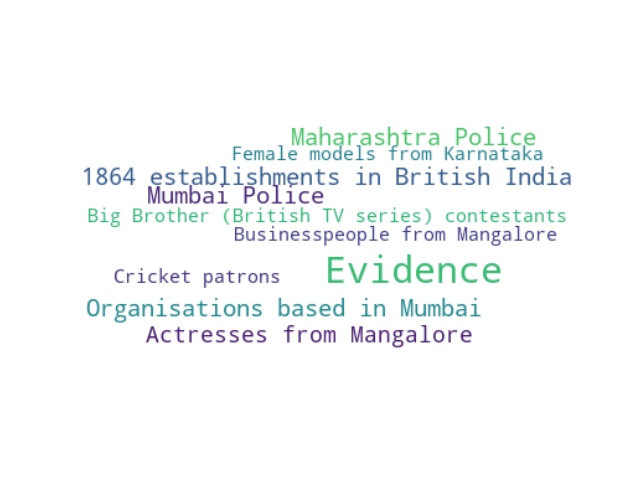 Maharashtra Police
Female models from Karnataka
1864 establishments in British India
Mumbai Police
Big Brother (British TV series) contestants
Businesspeople from Mangalore
Evidence
Cricket patrons
Organisations based in Mumbai
Actresses from Mangalore